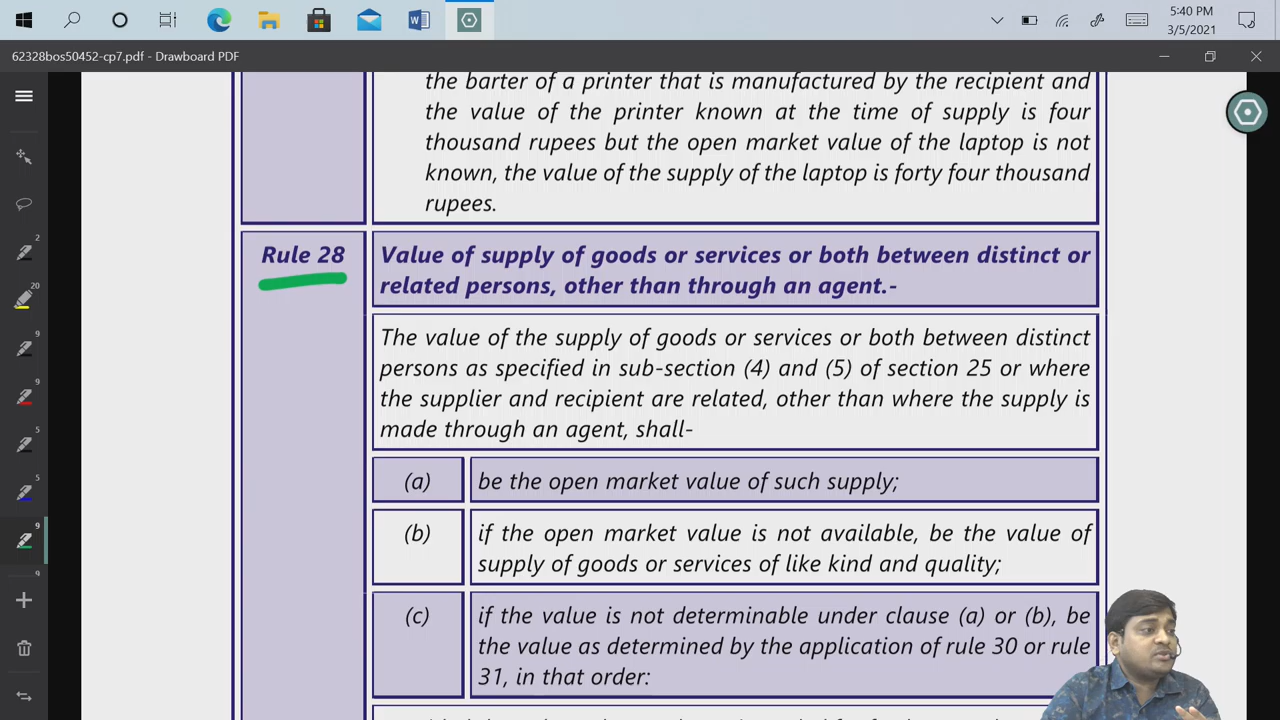 5:40 PM
3/5/2021
62328bos50452-cp7.pdf - Drawboard PDF
the barter of a printer that is manufactured by the recipient and
the value of the printer known at the time of supply is four
thousand rupees but the open market value of the laptop is not
known, the value of the supply of the laptop is forty four thousand
rupees.
Rule 28
Value of supply of goods or services or both between distinct or
related persons, other than through an agent.-
The value of the supply of goods or services or both between distinct
persons as specified in sub-section (4) and (5) of section 25 or where
the supplier and recipient are related, other than where the supply is
made through an agent, shall-
(a)
be the open market value of such supply;
(b)
if the open market value is not available, be the value of
supply of goods or services of like kind and quality;
(c)
if the value is not determinable under clause (a) or (b), be
the value as determined by the application of rule 30 or rule
31, in that order:
2
20
9
9
5
5
9
9